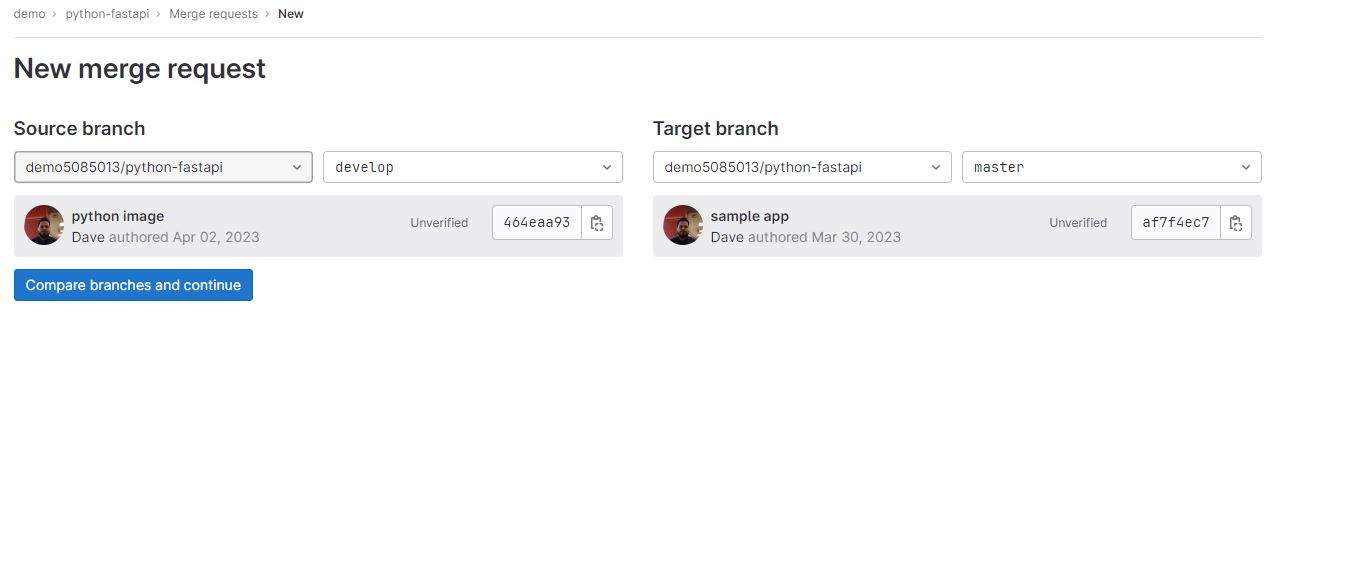 demo › python-fastapi › Merge requests › New
New merge request
Source branch
demo5085013/python-fastapi
develop
python image
Dave authored Apr 02, 2023
Unverified
464eaa93
Target branch
demo5085013/python-fastapi
master
sample app
Dave authored Mar 30, 2023
Unverified
af7f4ec7
Compare branches and continue